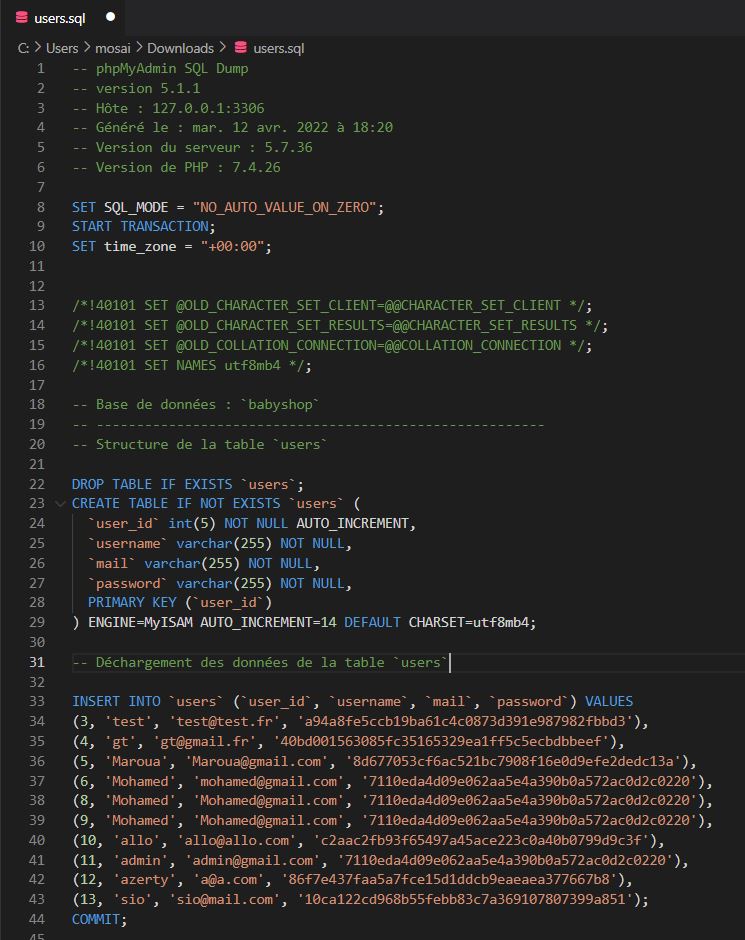 users.sql
C: > Users > mosai > Downloads > users.sql
1 -- phpMyAdmin SQL Dump
2 -- version 5.1.1
3 -- Hôte : 127.0.0.1:3306
4 -- Généré le : mar. 12 avr. 2022 à 18:20
5 -- Version du serveur : 5.7.36
6 -- Version de PHP : 7.4.26
7
8 SET SQL_MODE = "NO_AUTO_VALUE_ON_ZERO";
9 START TRANSACTION;
10 SET time_zone = "+00:00";
11
12
13 /*!40101 SET @OLD_CHARACTER_SET_CLIENT=@@CHARACTER_SET_CLIENT */;
14 /*!40101 SET @OLD_CHARACTER_SET_RESULTS=@@CHARACTER_SET_RESULTS */;
15 /*!40101 SET @OLD_COLLATION_CONNECTION=@@COLLATION_CONNECTION */;
16 /*!40101 SET NAMES utf8mb4 */;
17
18 -- Base de données : `babyshop`
19 -- --------------------------------------------------------
20 -- Structure de la table `users`
21
22 DROP TABLE IF EXISTS `users`;
23 CREATE TABLE IF NOT EXISTS `users` (
24 `user_id` int(5) NOT NULL AUTO_INCREMENT,
25 `username` varchar(255) NOT NULL,
26 `mail` varchar(255) NOT NULL,
27 `password` varchar(255) NOT NULL,
28 PRIMARY KEY (`user_id`)
29 ) ENGINE=MyISAM AUTO_INCREMENT=14 DEFAULT CHARSET=utf8mb4;
30
31 -- Déchargement des données de la table `users`
32
33 INSERT INTO `users` (`user_id`, `username`, `mail`, `password`) VALUES
34 (3, 'test', 'test@test.fr', 'a94a8fe5ccb19ba61c4c0873d391e987982fbbd3'),
35 (4, 'gt', 'gt@gmail.fr', '40bd001563085fc35165329ea1ff5c5ecbdbbeef'),
36 (5, 'Maroua', 'Maroua@gmail.com', '8d677053cf6ac521bc7908f16e0d9efe2dedc13a'),
37 (6, 'Mohamed', 'mohamed@gmail.com', '7110eda4d09e062aa5e4a390b0a572ac0d2c0220'),
38 (8, 'Mohamed', 'Mohamed@gmail.com', '7110eda4d09e062aa5e4a390b0a572ac0d2c0220'),
39 (9, 'Mohamed', 'Mohamed@gmail.com', '7110eda4d09e062aa5e4a390b0a572ac0d2c0220'),
40 (10, 'allo', 'allo@allo.com', 'c2aac2fb93f65497a45ace223c0a40b0799d9c3f'),
41 (11, 'admin', 'admin@gmail.com', '7110eda4d09e062aa5e4a390b0a572ac0d2c0220'),
42 (12, 'azerty', 'a@a.com', '86f7e437faa5a7fce15d1ddcb9eaeaea377667b8'),
43 (13, 'sio', 'sio@mail.com', '10ca122cd968b55febb83c7a369107807399a851');
44 COMMIT;
45